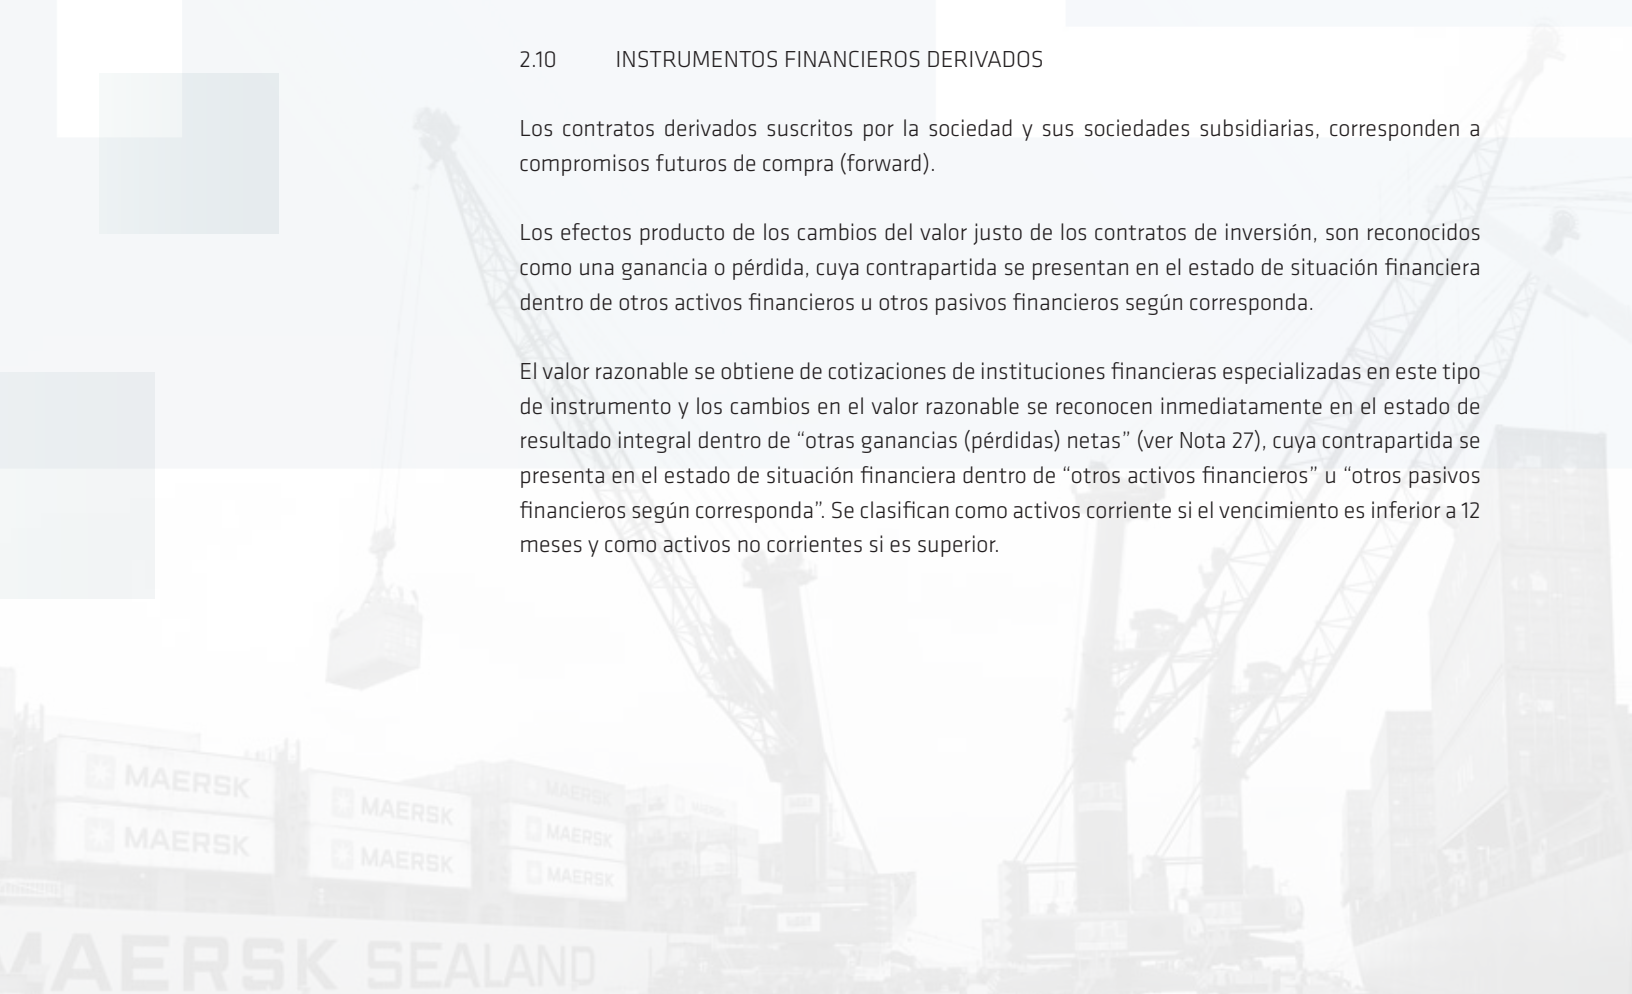 2.10 INSTRUMENTOS FINANCIEROS DERIVADOS
Los contratos derivados suscritos por la sociedad y sus sociedades subsidiarias, corresponden a
compromisos futuros de compra (forward).
Los efectos producto de los cambios del valor justo de los contratos de inversión, son reconocidos
como una ganancia o pérdida, cuya contrapartida se presentan en el estado de situación financiera
dentro de otros activos financieros u otros pasivos financieros según corresponda.
El valor razonable se obtiene de cotizaciones de instituciones financieras especializadas en este tipo
de instrumento y los cambios en el valor razonable se reconocen inmediatamente en el estado de
resultado integral dentro de “otras ganancias (pérdidas) netas” (ver Nota 27), cuya contrapartida se
presenta en el estado de situación financiera dentro de “otros activos financieros” u “otros pasivos
financieros según corresponda”. Se clasifican como activos corriente si el vencimiento es inferior a 12
meses y como activos no corrientes si es superior.
MAERSK
MAERSK
MAERSK
MAERSK
MAERSK
MAERSK
MAERSK
MAERSK
MAERSK SEALAND